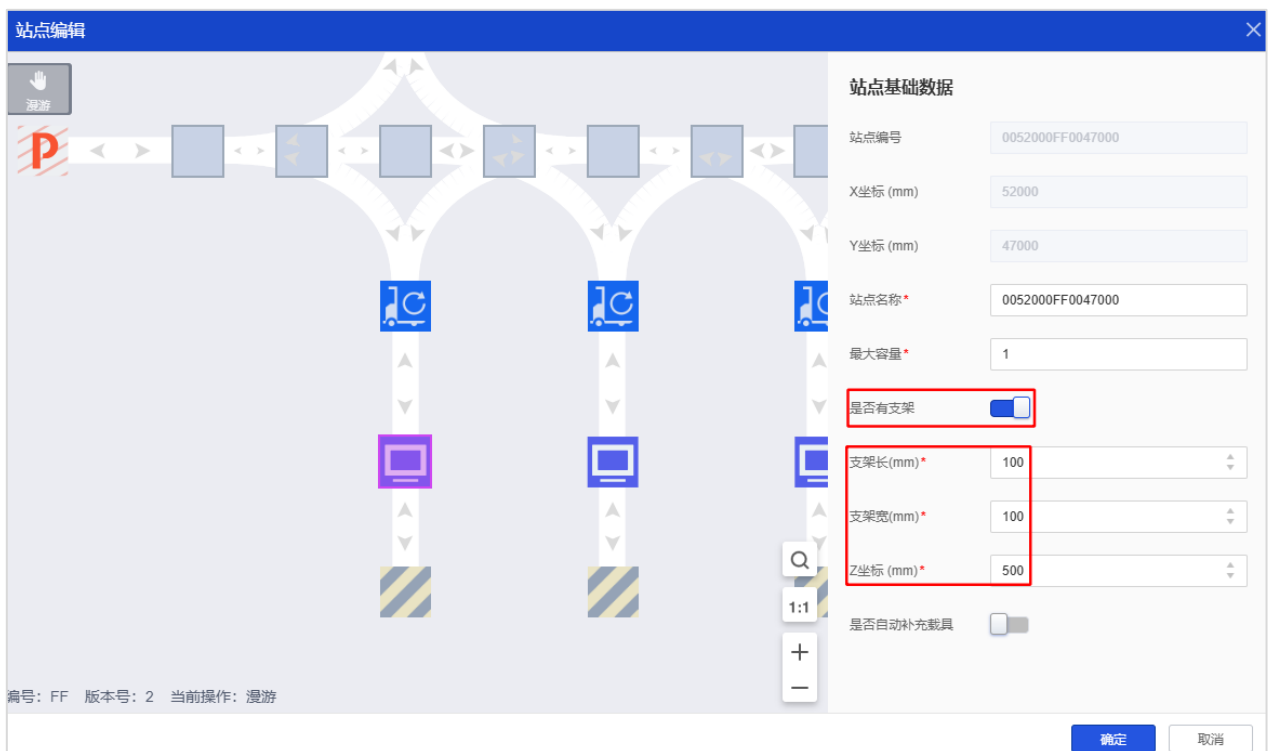 站点编辑
漫游
P
站点基础数据
站点编号 0052000FF0047000
X坐标 (mm) 52000
Y坐标 (mm) 47000
站点名称* 0052000FF0047000
最大容量* 1
是否有支架
支架长(mm)* 100
支架宽(mm)* 100
Z坐标 (mm)* 500
是否自动补充载具
1:1
编号: FF 版本号: 2 当前操作: 漫游
确定 取消